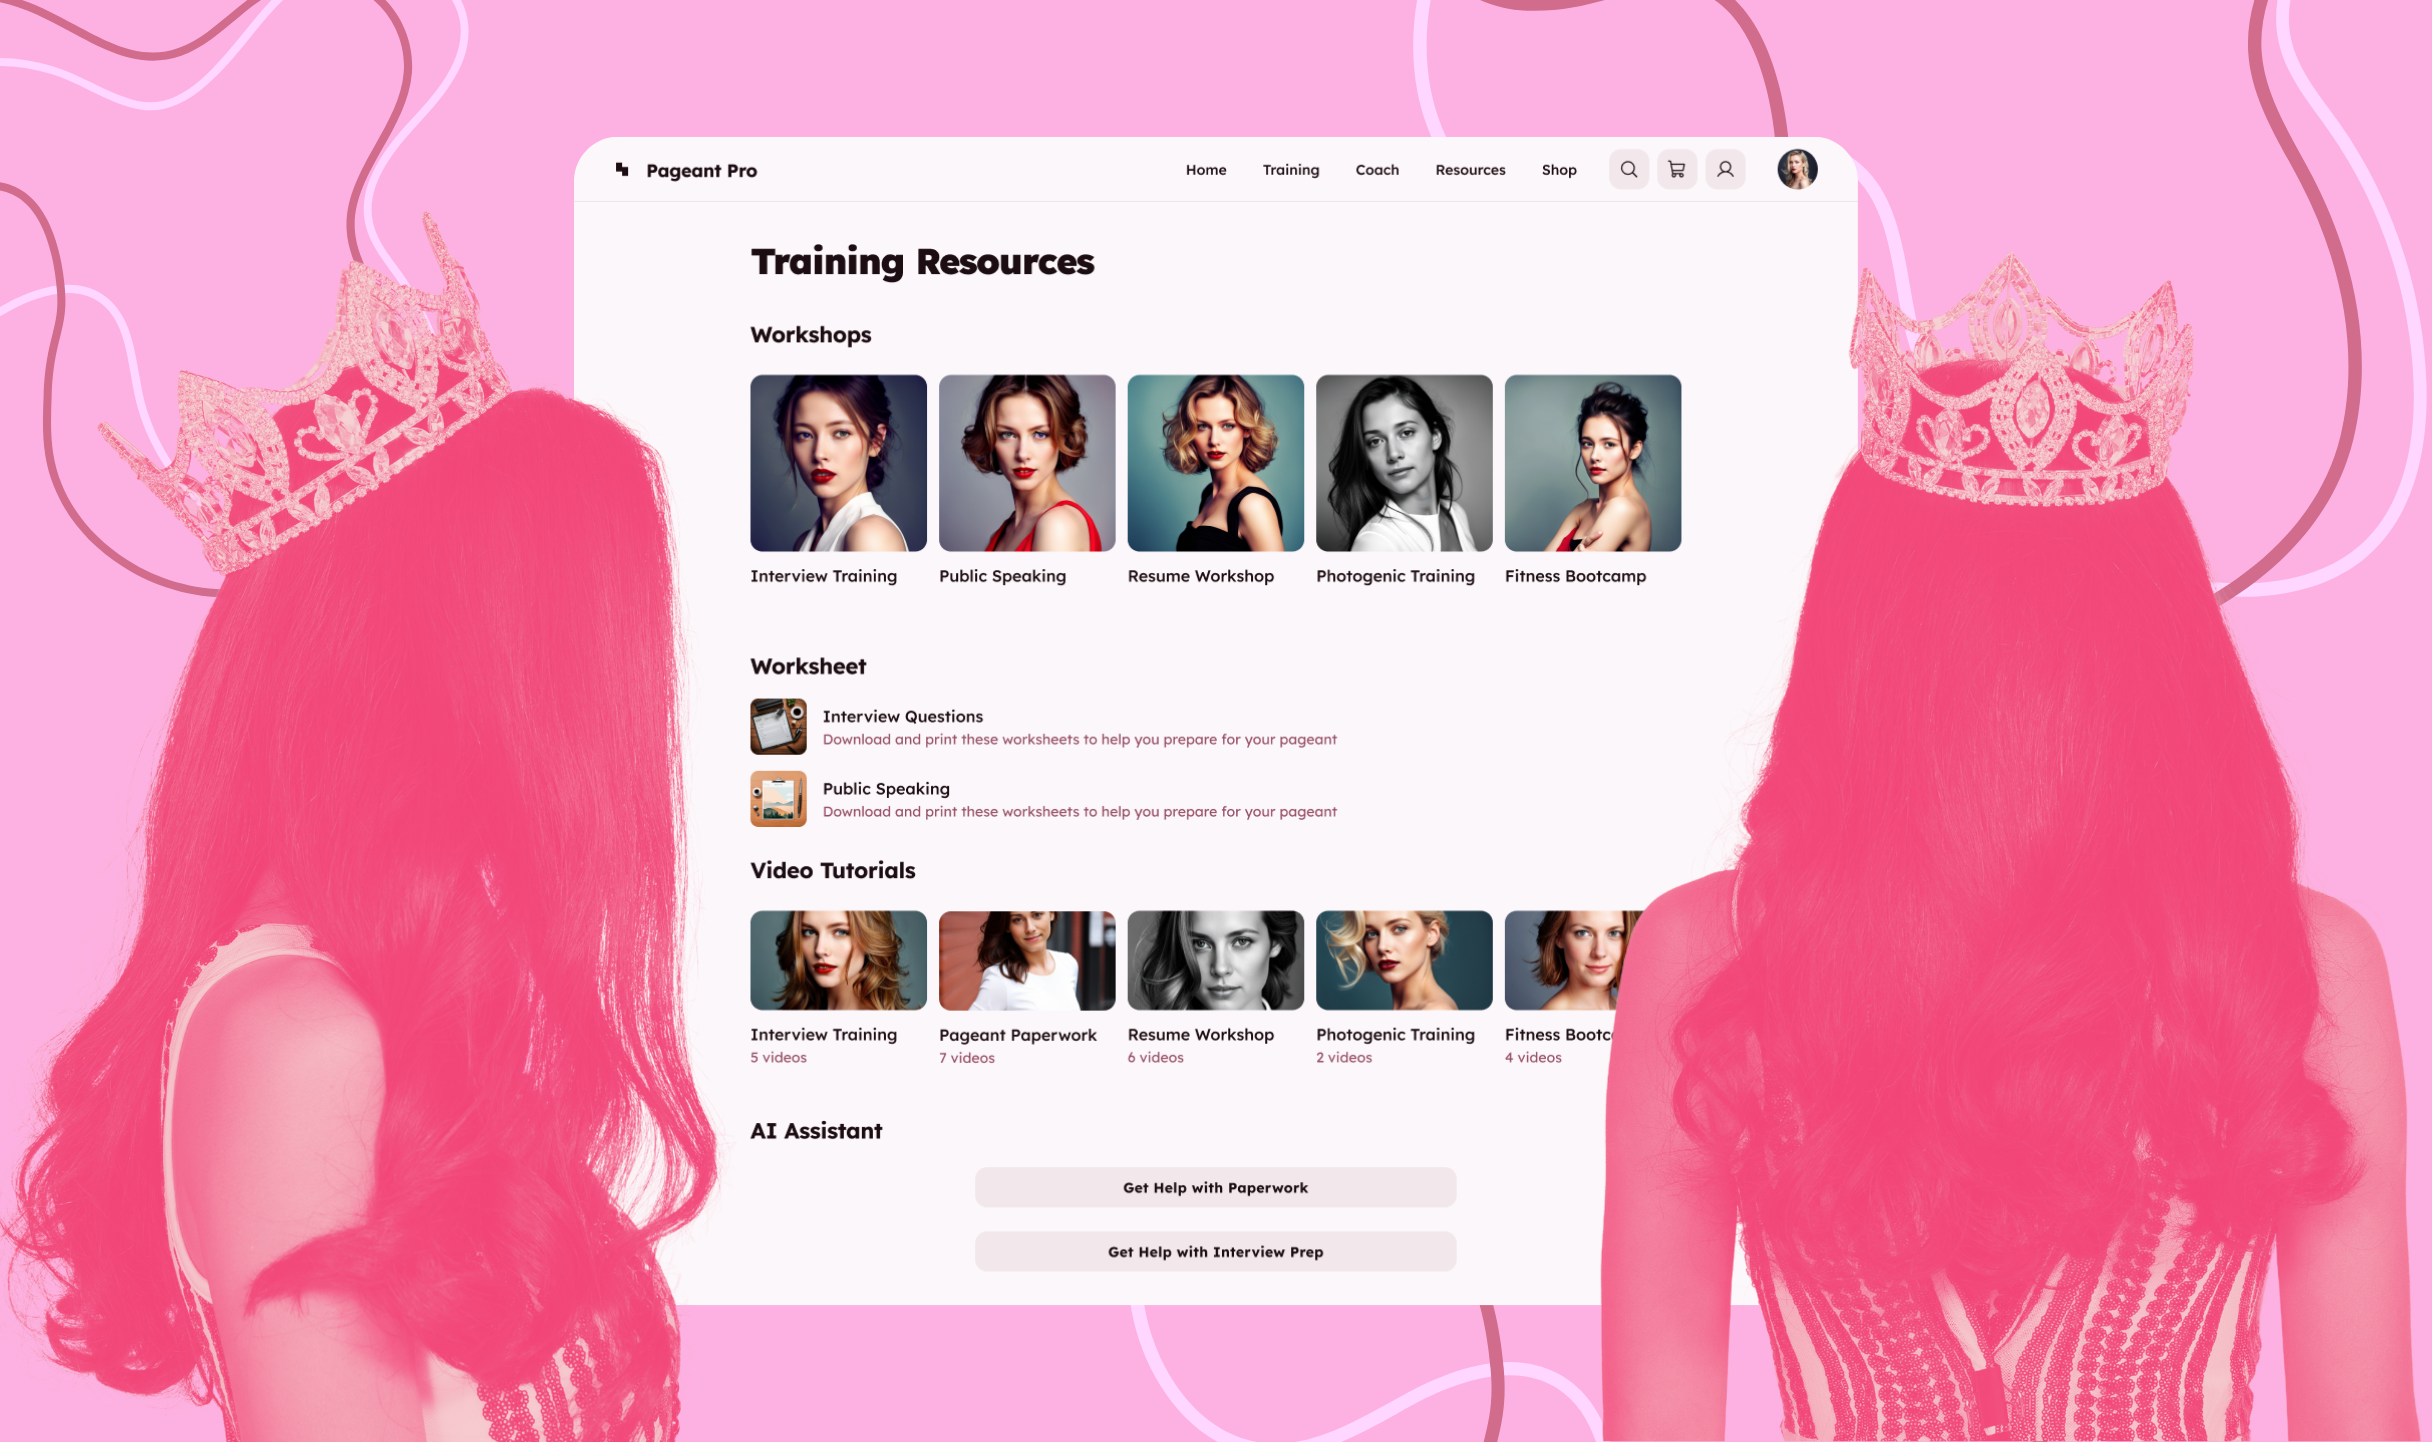 Pageant Pro
Home
Training
Coach
Resources
Shop
Training Resources
Workshops
Interview Training
Public Speaking
Resume Workshop
Photogenic Training
Fitness Bootcamp
Worksheet
Interview Questions
Download and print these worksheets to help you prepare for your pageant
Public Speaking
Download and print these worksheets to help you prepare for your pageant
Video Tutorials
Interview Training
5 videos
Pageant Paperwork
7 videos
Resume Workshop
6 videos
Photogenic Training
2 videos
Fitness Bootc
4 videos
AI Assistant
Get Help with Paperwork
Get Help with Interview Prep